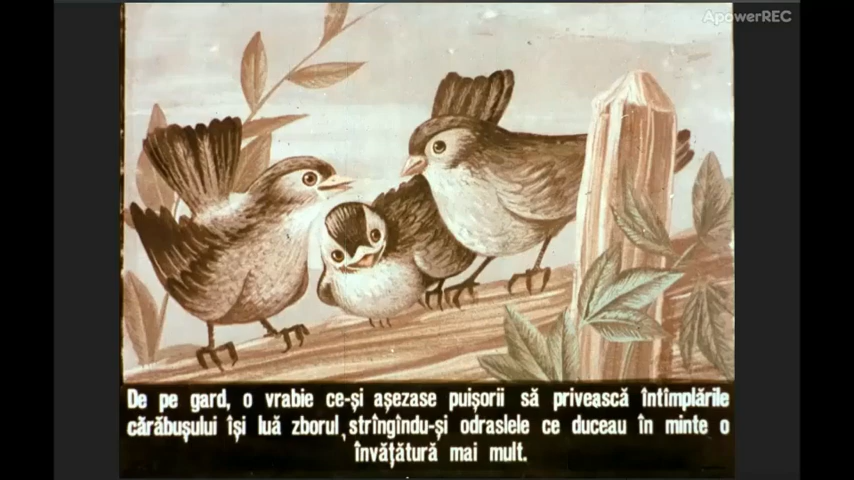 ApowerREC
De pe gard, o vrabie ce-și așezase puișorii să privească întîmplările
cărăbușului își luă zborul, strîngîndu-și odraslele ce duceau în minte o
învățătură mai mult.